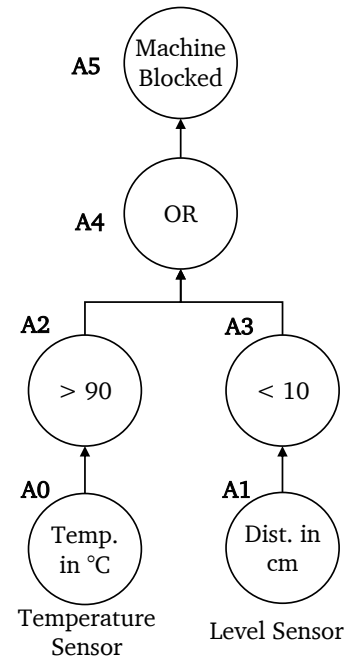 A5
Machine
Blocked
A4
OR
A2
> 90
A3
< 10
A0
Temp.
in °C
A1
Dist. in
cm
Temperature
Sensor
Level Sensor